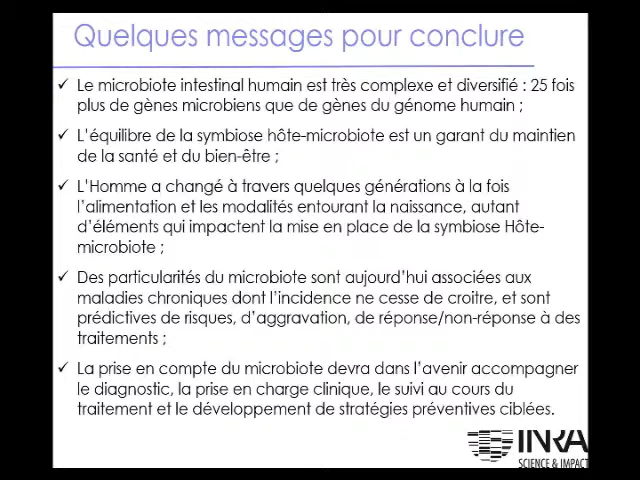 Quelques messages pour conclure
✓ Le microbiote intestinal humain est très complexe et diversifié : 25 fois
plus de gènes microbiens que de gènes du génome humain ;
✓ L'équilibre de la symbiose hôte-microbiote est un garant du maintien
de la santé et du bien-être ;
✓ L'Homme a changé à travers quelques générations à la fois
l'alimentation et les modalités entourant la naissance, autant
d'éléments qui impactent la mise en place de la symbiose Hôte-
microbiote ;
✓ Des particularités du microbiote sont aujourd'hui associées aux
maladies chroniques dont l'incidence ne cesse de croitre, et sont
prédictives de risques, d'aggravation, de réponse/non-réponse à des
traitements ;
✓ La prise en compte du microbiote devra dans l'avenir accompagner
le diagnostic, la prise en charge clinique, le suivi au cours du
traitement et le développement de stratégies préventives ciblées.
INRA
SCIENCE & IMPACT